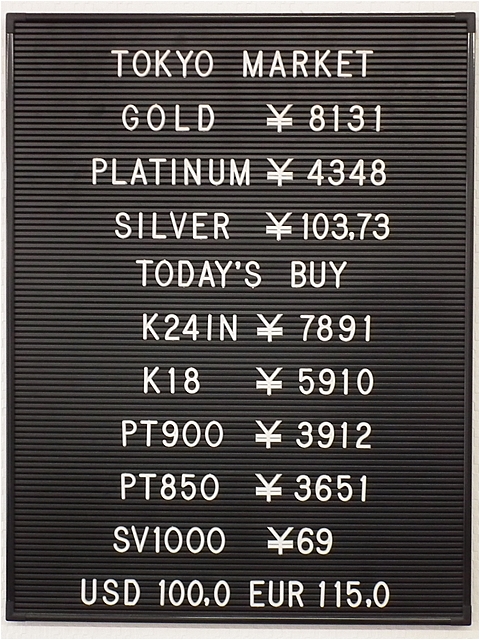 TOKYO MARKET
GOLD ¥ 8131
PLATINUM ¥ 4348
SILVER ¥103,73
TODAY'S BUY
K24IN ¥ 7891
K18 ¥ 5910
PT900 ¥ 3912
PT850 ¥ 3651
SV1000 ¥69
USD 100,0 EUR 115,0